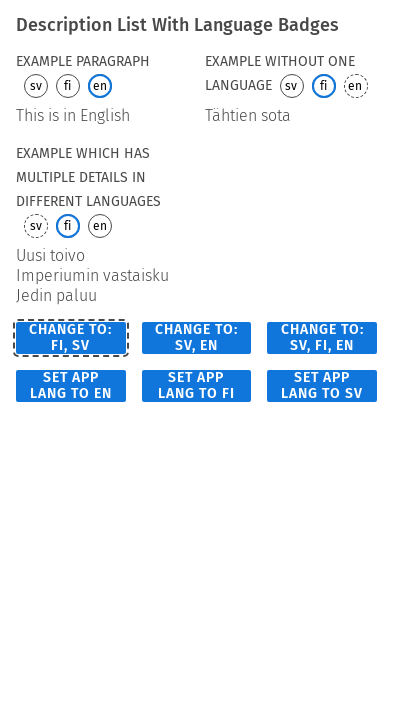 Description List With Language Badges
EXAMPLE PARAGRAPH
sv fi en
This is in English
EXAMPLE WITHOUT ONE
LANGUAGE sv fi en
Tähtien sota
EXAMPLE WHICH HAS
MULTIPLE DETAILS IN
DIFFERENT LANGUAGES
sv fi en
Uusi toivo
Imperiumin vastaisku
Jedin paluu
CHANGE TO:
FI, SV
CHANGE TO:
SV, EN
CHANGE TO:
SV, FI, EN
SET APP
LANG TO EN
SET APP
LANG TO FI
SET APP
LANG TO SV